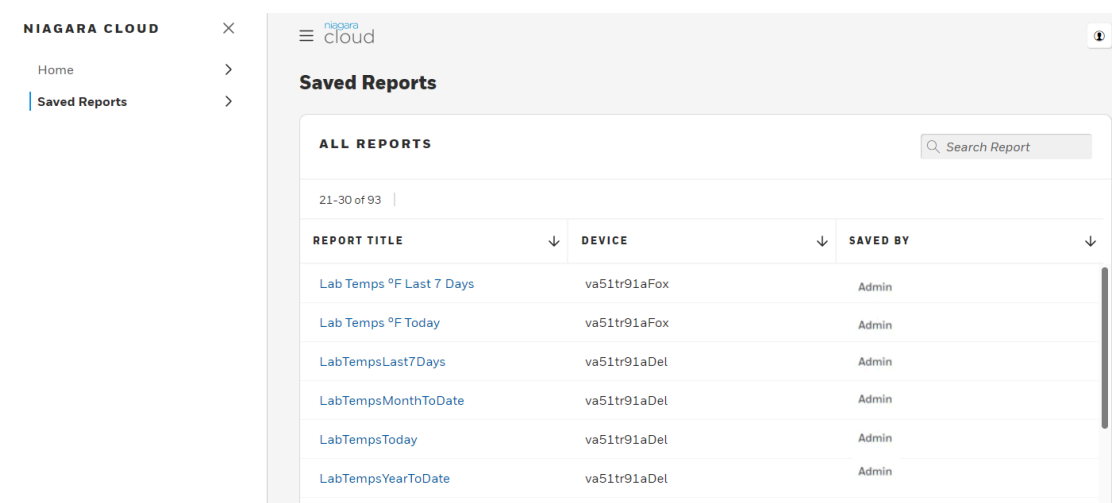 NIAGARA CLOUD
Home
Saved Reports
niagara
cloud
Saved Reports
ALL REPORTS
Search Report
21-30 of 93
REPORT TITLE DEVICE SAVED BY
Lab Temps ºF Last 7 Days va51tr91aFox Admin
Lab Temps ºF Today va51tr91aFox Admin
LabTempsLast7Days va51tr91aDel Admin
LabTempsMonthToDate va51tr91aDel Admin
LabTempsToday va51tr91aDel Admin
LabTempsYearToDate va51tr91aDel Admin